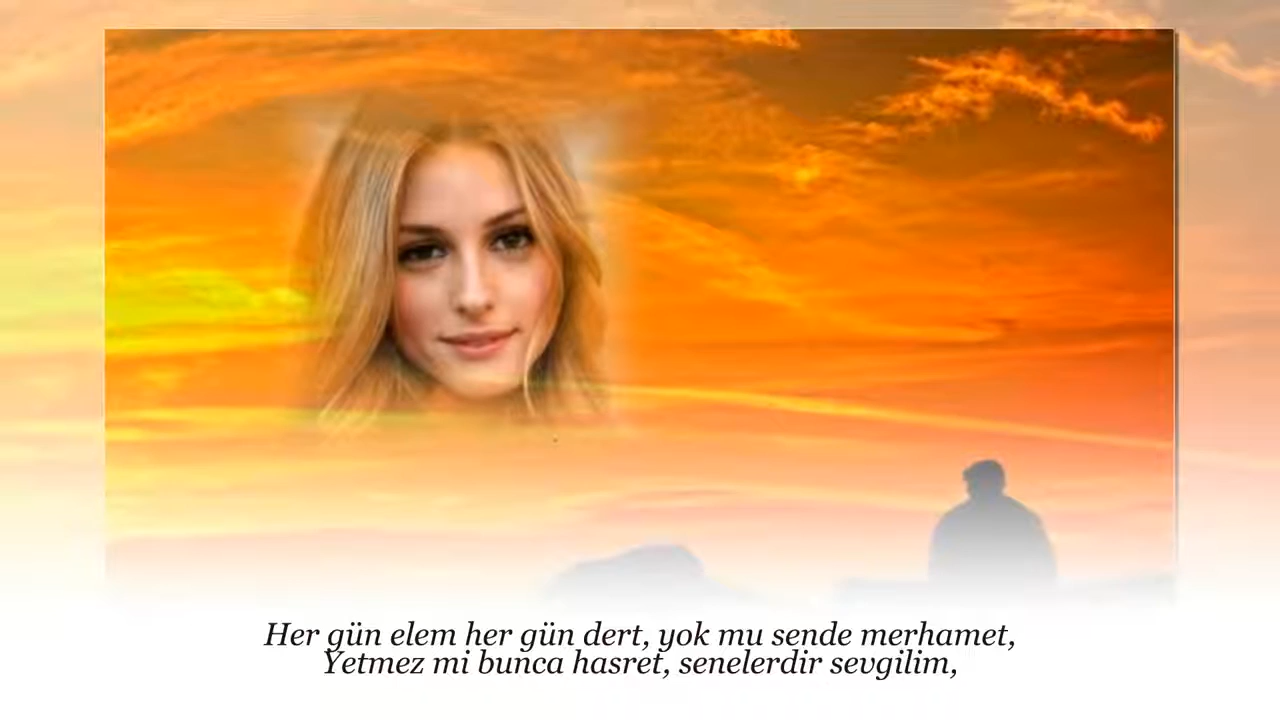 Her gün elem her gün dert, yok mu sende merhamet,
Yetmez mi bunca hasret, senelerdir sevgilim,